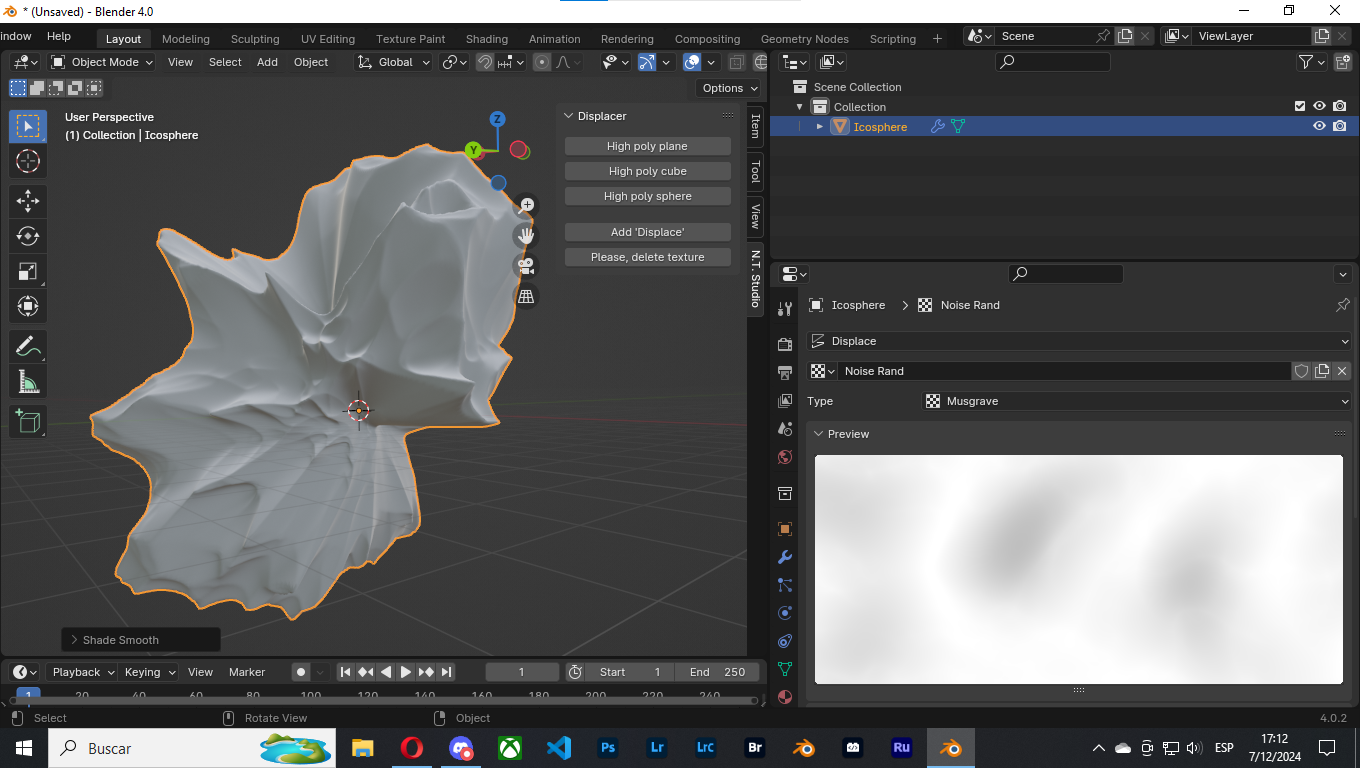 * (Unsaved) - Blender 4.0
indow Help Layout Modeling Sculpting UV Editing Texture Paint Shading Animation Rendering Compositing Geometry Nodes Scripting + Scene ViewLayer
Object Mode View Select Add Object Global
Options
User Perspective
(1) Collection | Icosphere
Z
Y
Displacer
High poly plane
High poly cube
High poly sphere
Add 'Displace'
Please, delete texture
Item
Tool
View
N.T. Studio
Shade Smooth
Scene Collection
Collection
Icosphere
Icosphere > Noise Rand
Displace
Noise Rand
Type Musgrave
Preview
Playback Keying View Marker 1 Start 1 End 250
1 20 40 60 80 100 120 140 160 180 200 220 240
Select Rotate View Object 4.0.2
Buscar Ps Lr LrC Br Ru ESP
17:12
7/12/2024